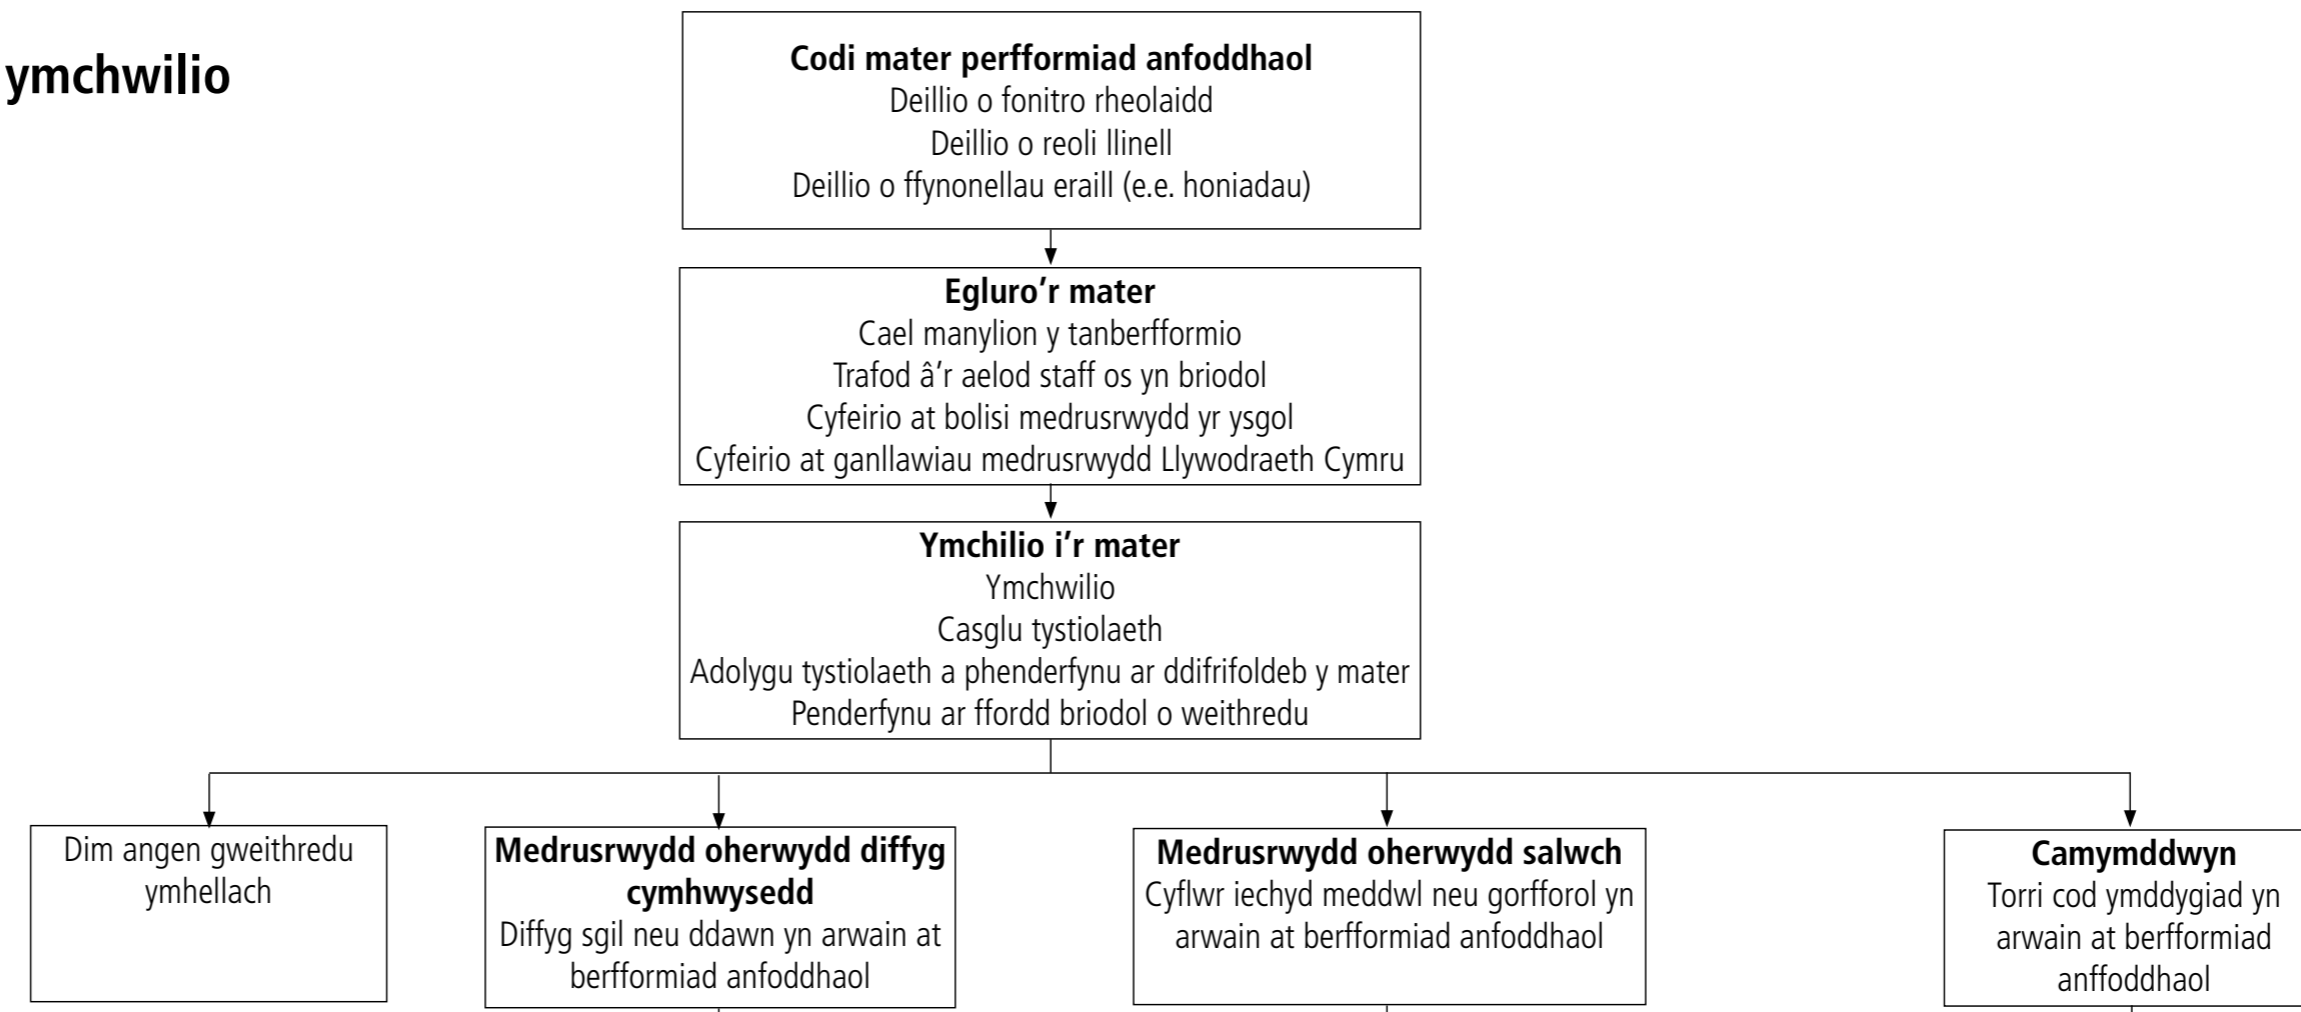 ymchwilio
Codi mater perfformiad anfoddhaol
Deillio o fonitro rheolaidd
Deillio o reoli llinell
Deillio o ffynonellau eraill (e.e. honiadau)
Egluro’r mater
Cael manylion y tanberfformio
Trafod â’r aelod staff os yn briodol
Cyfeirio at bolisi medrusrwydd yr ysgol
Cyfeirio at ganllawiau medrusrwydd Llywodraeth Cymru
Ymchilio i’r mater
Ymchwilio
Casglu tystiolaeth
Adolygu tystiolaeth a phenderfynu ar ddifrifoldeb y mater
Penderfynu ar ffordd briodol o weithredu
Dim angen gweithredu
ymhellach
Medrusrwydd oherwydd diffyg
cymhwysedd
Diffyg sgil neu ddawn yn arwain at
berfformiad anfoddhaol
Medrusrwydd oherwydd salwch
Cyflwr iechyd meddwl neu gorfforol yn
arwain at berfformiad anfoddhaol
Camymddwyn
Torri cod ymddygiad yn
arwain at berfformiad
anffoddhaol